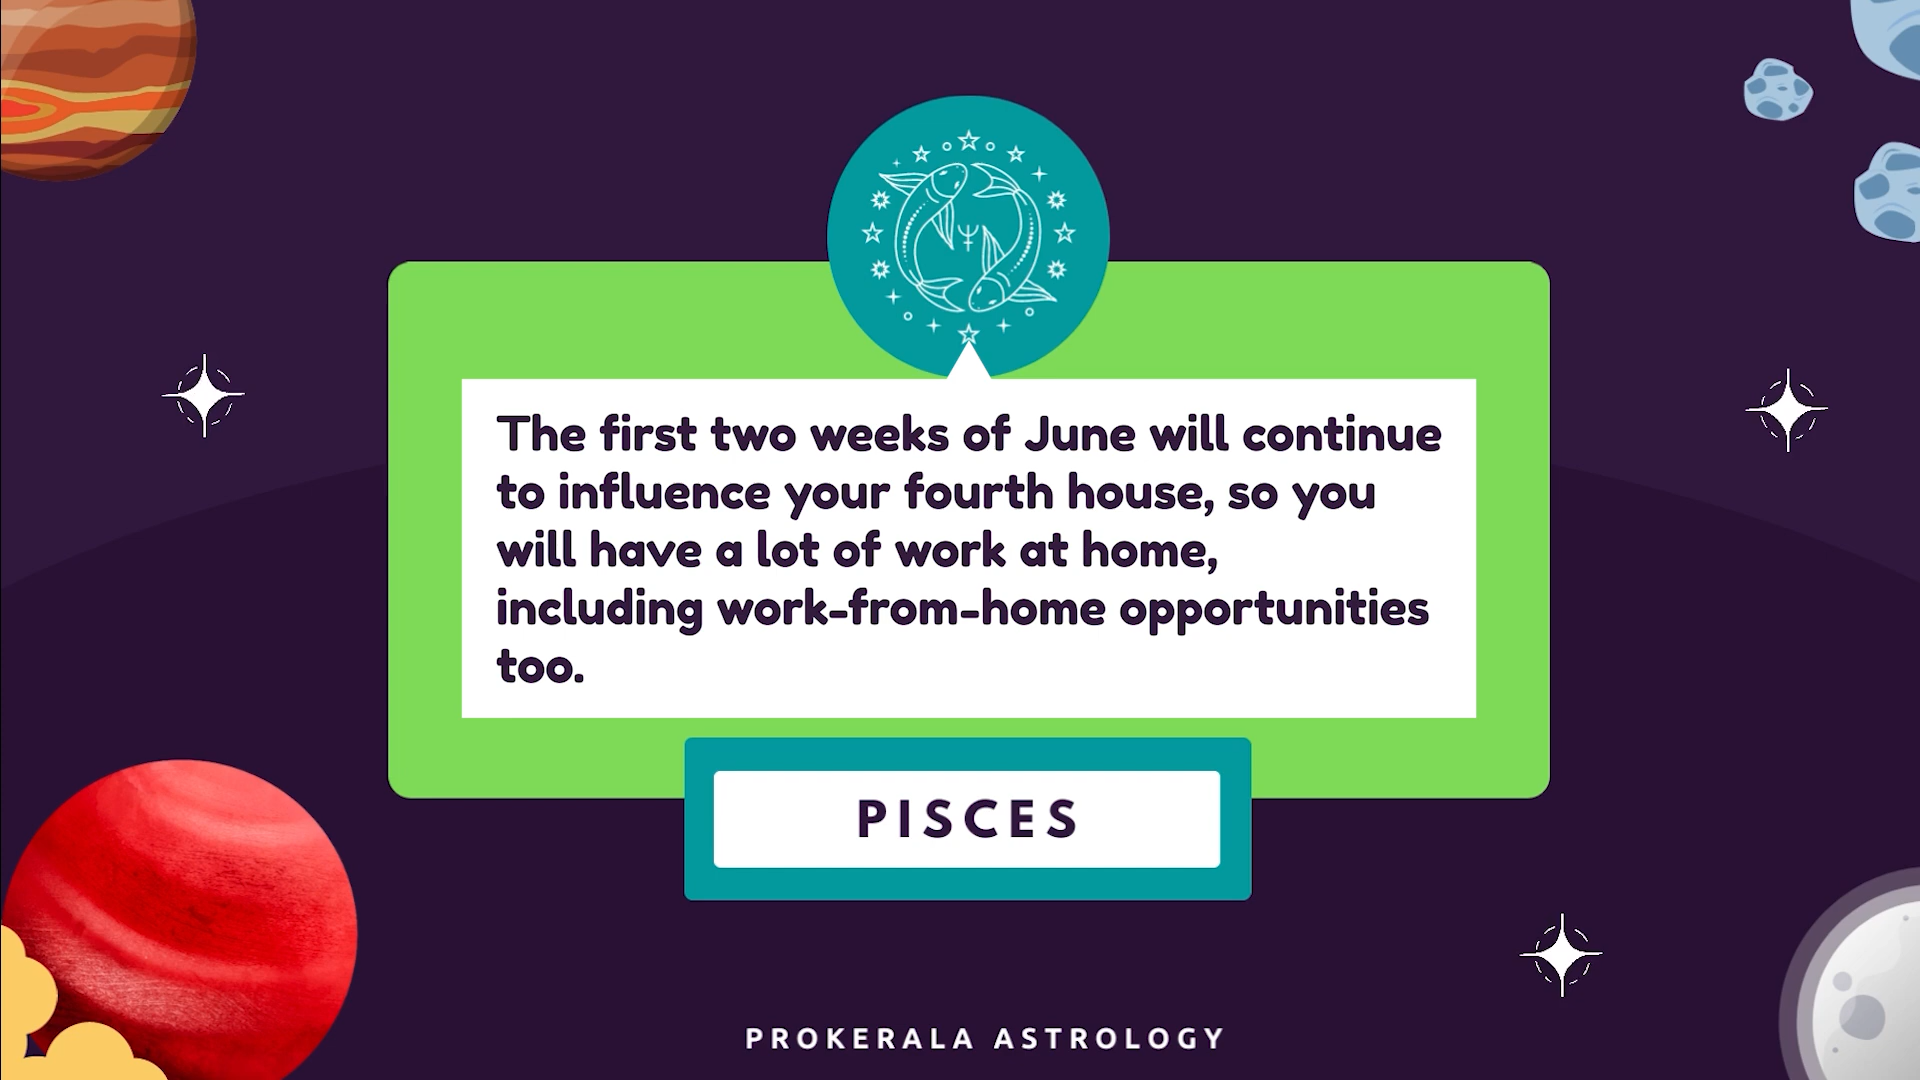 The first two weeks of June will continue
to influence your fourth house, so you
will have a lot of work at home,
including work-from-home opportunities
too.
PISCES
PROKERALA ASTROLOGY